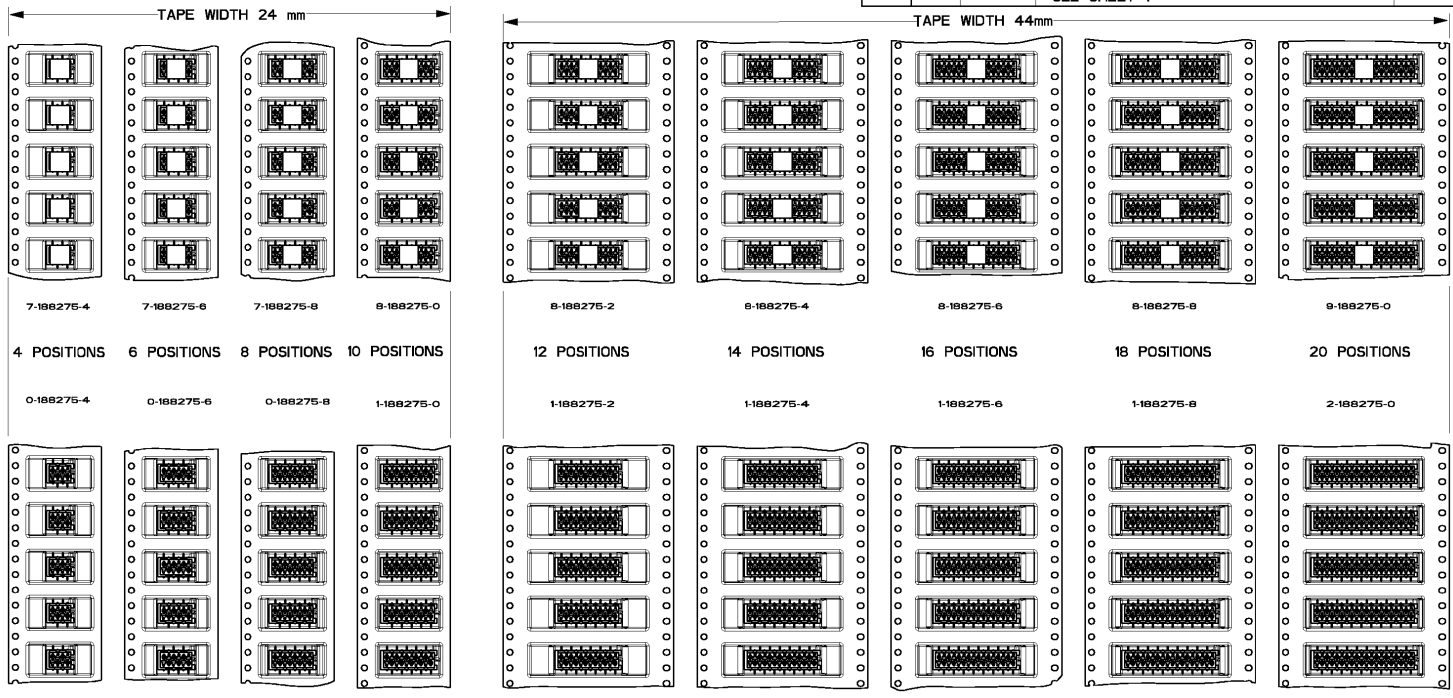 SEE SHEET 1
TAPE WIDTH 24 mm
TAPE WIDTH 44mm
7-188275-4 7-188275-6 7-188275-8 8-188275-0 8-188275-2 8-188275-4 8-188275-6 8-188275-8 9-188275-0
4 POSITIONS 6 POSITIONS 8 POSITIONS 10 POSITIONS 12 POSITIONS 14 POSITIONS 16 POSITIONS 18 POSITIONS 20 POSITIONS
0-188275-4 0-188275-6 0-188275-8 1-188275-0 1-188275-2 1-188275-4 1-188275-6 1-188275-8 2-188275-0